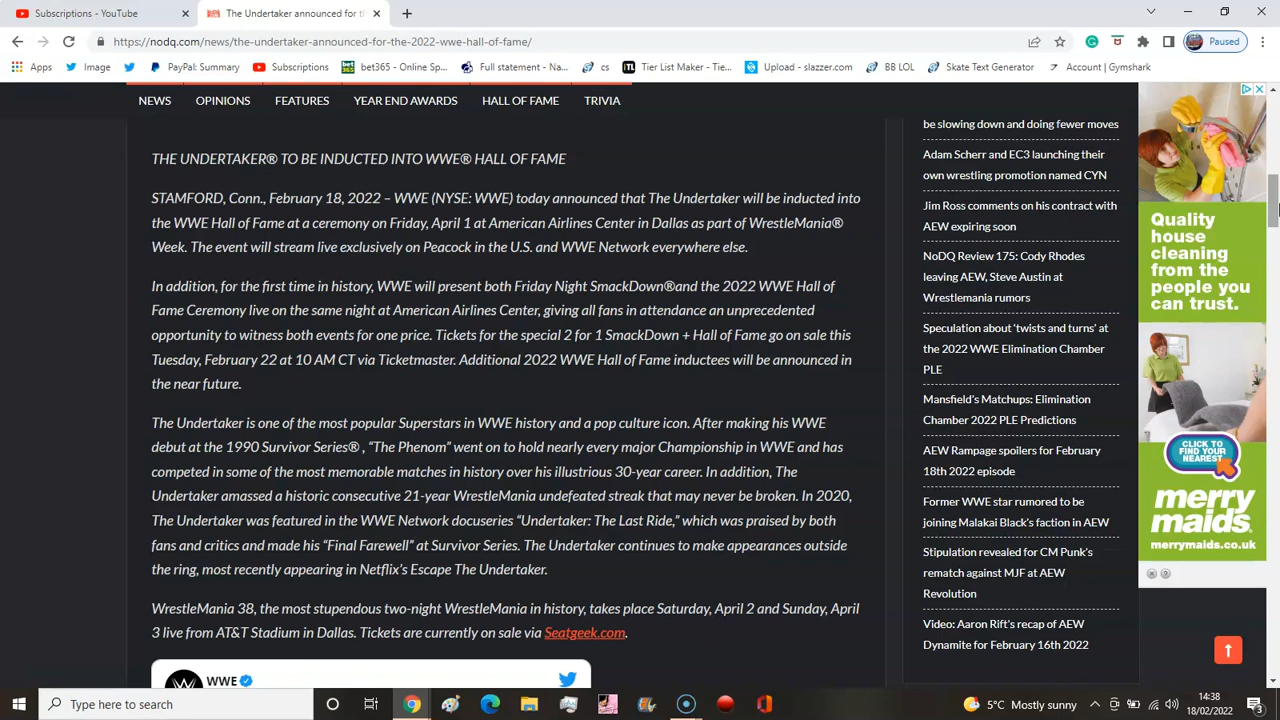 Subscriptions - YouTube
The Undertaker announced for t
https://nodq.com/news/the-undertaker-announced-for-the-2022-wwe-hall-of-fame/
Paused
Apps
Image
PayPal: Summary
Subscriptions
bet365 - Online Sp...
Full statement - Na...
cs
Tier List Maker - Tie...
Upload - slazzer.com
BB LOL
Skate Text Generator
Account | Gymshark
NEWS
OPINIONS
FEATURES
YEAR END AWARDS
HALL OF FAME
TRIVIA
THE UNDERTAKER® TO BE INDUCTED INTO WWE® HALL OF FAME
STAMFORD, Conn., February 18, 2022 – WWE (NYSE: WWE) today announced that The Undertaker will be inducted into
the WWE Hall of Fame at a ceremony on Friday, April 1 at American Airlines Center in Dallas as part of WrestleMania®
Week. The event will stream live exclusively on Peacock in the U.S. and WWE Network everywhere else.
In addition, for the first time in history, WWE will present both Friday Night SmackDown®and the 2022 WWE Hall of
Fame Ceremony live on the same night at American Airlines Center, giving all fans in attendance an unprecedented
opportunity to witness both events for one price. Tickets for the special 2 for 1 SmackDown + Hall of Fame go on sale this
Tuesday, February 22 at 10 AM CT via Ticketmaster. Additional 2022 WWE Hall of Fame inductees will be announced in
the near future.
The Undertaker is one of the most popular Superstars in WWE history and a pop culture icon. After making his WWE
debut at the 1990 Survivor Series® , “The Phenom” went on to hold nearly every major Championship in WWE and has
competed in some of the most memorable matches in history over his illustrious 30-year career. In addition, The
Undertaker amassed a historic consecutive 21-year WrestleMania undefeated streak that may never be broken. In 2020,
The Undertaker was featured in the WWE Network docuseries “Undertaker: The Last Ride,” which was praised by both
fans and critics and made his “Final Farewell” at Survivor Series. The Undertaker continues to make appearances outside
the ring, most recently appearing in Netflix’s Escape The Undertaker.
WrestleMania 38, the most stupendous two-night WrestleMania in history, takes place Saturday, April 2 and Sunday, April
3 live from AT&T Stadium in Dallas. Tickets are currently on sale via Seatgeek.com.
WWE
be slowing down and doing fewer moves
Adam Scherr and EC3 launching their
own wrestling promotion named CYN
Jim Ross comments on his contract with
AEW expiring soon
NoDQ Review 175: Cody Rhodes
leaving AEW, Steve Austin at
Wrestlemania rumors
Speculation about ‘twists and turns’ at
the 2022 WWE Elimination Chamber
PLE
Mansfield’s Matchups: Elimination
Chamber 2022 PLE Predictions
AEW Rampage spoilers for February
18th 2022 episode
Former WWE star rumored to be
joining Malakai Black’s faction in AEW
Stipulation revealed for CM Punk’s
rematch against MJF at AEW
Revolution
Video: Aaron Rift’s recap of AEW
Dynamite for February 16th 2022
Quality
house
cleaning
from the
people you
can trust.
CLICK TO
FIND YOUR
NEAREST
merry
maids
merrymaids.co.uk
Type here to search
5°C Mostly sunny
14:38
18/02/2022
3